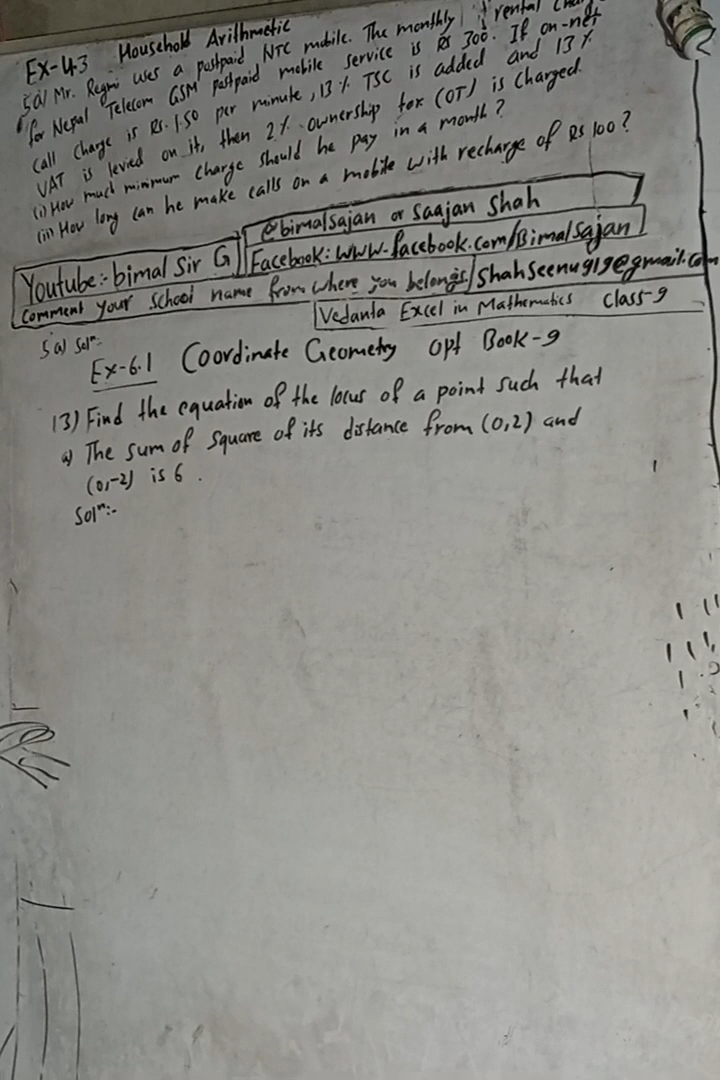 EX-4.3 Household Arithmetic
5a) Mr. Regmi uses a postpaid NTC mobile. The monthly rental
for Nepal Telecom GSM postpaid mobile service is Rs 300. If on-net
call charge is Rs. 1.50 per minute, 13% TSC is added and 13%
VAT is levied on it, then 2% ownership tax (OT) is charged.
(i) How much minimum charge should he pay in a month?
(ii) How long can he make calls on a mobile with recharge of Rs 100?
@bimalsajan or Saajan Shah
Youtube:- bimal Sir G
Facebook: www.facebook.com/Bimalsajan
Comment your school name from where you belongs
Shahseenu919@gmail.com
Vedanta Excel in Mathematics Class-9
5a) Solⁿ:-
Ex-6.1 Coordinate Geometry Opt Book-9
13) Find the equation of the locus of a point such that
a) The sum of square of its distance from (0,2) and
(0,-2) is 6.
Solⁿ:-